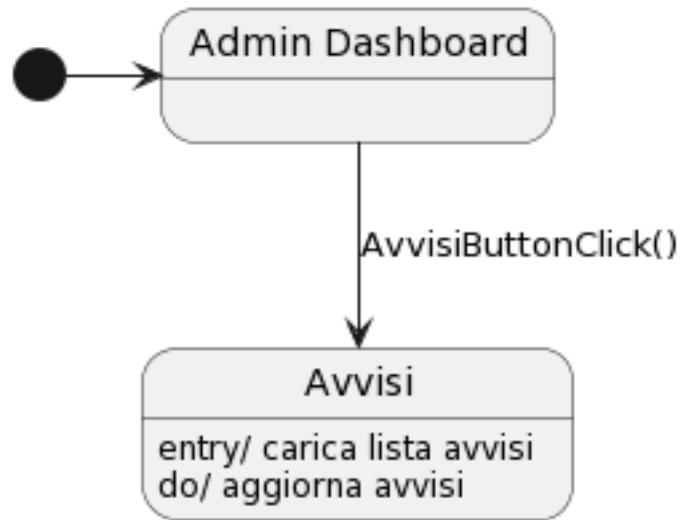 Admin Dashboard
AvvisiButtonClick()
Avvisi
entry/ carica lista avvisi
do/ aggiorna avvisi